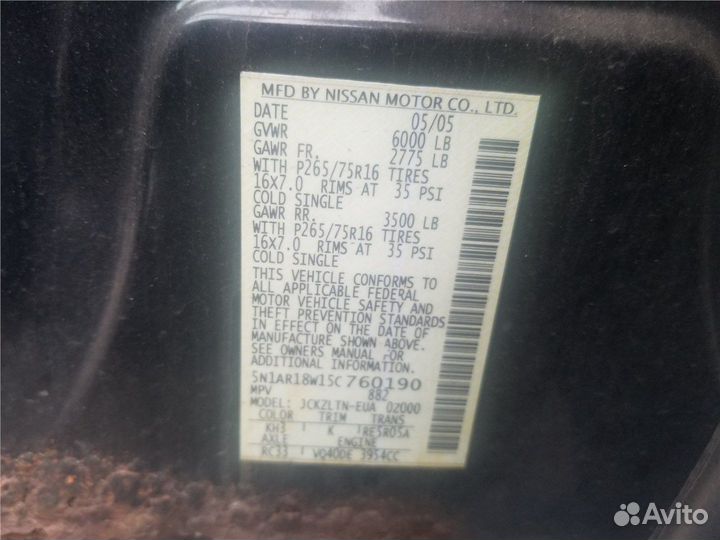 MFD BY NISSAN MOTOR CO., LTD.
DATE 05/05
GVWR 6000 LB
GAWR FR. 2775 LB
WITH P265/75R16 TIRES
16X7.0 RIMS AT 35 PSI
COLD SINGLE
GAWR RR. 3500 LB
WITH P265/75R16 TIRES
16X7.0 RIMS AT 35 PSI
COLD SINGLE
THIS VEHICLE CONFORMS TO
ALL APPLICABLE FEDERAL
MOTOR VEHICLE SAFETY AND
THEFT PREVENTION STANDARDS
IN EFFECT ON THE DATE OF
MANUFACTURE SHOWN ABOVE.
SEE OWNERS MANUAL FOR
ADDITIONAL INFORMATION.
5N1AR18W15C760190
MPV 882
MODEL: JCKZLTN-EUA 02000
COLOR TRIM TRANS
KH3 K RE5R05A
AXLE ENGINE
RC33 VQ40DE 3954CC
Avito